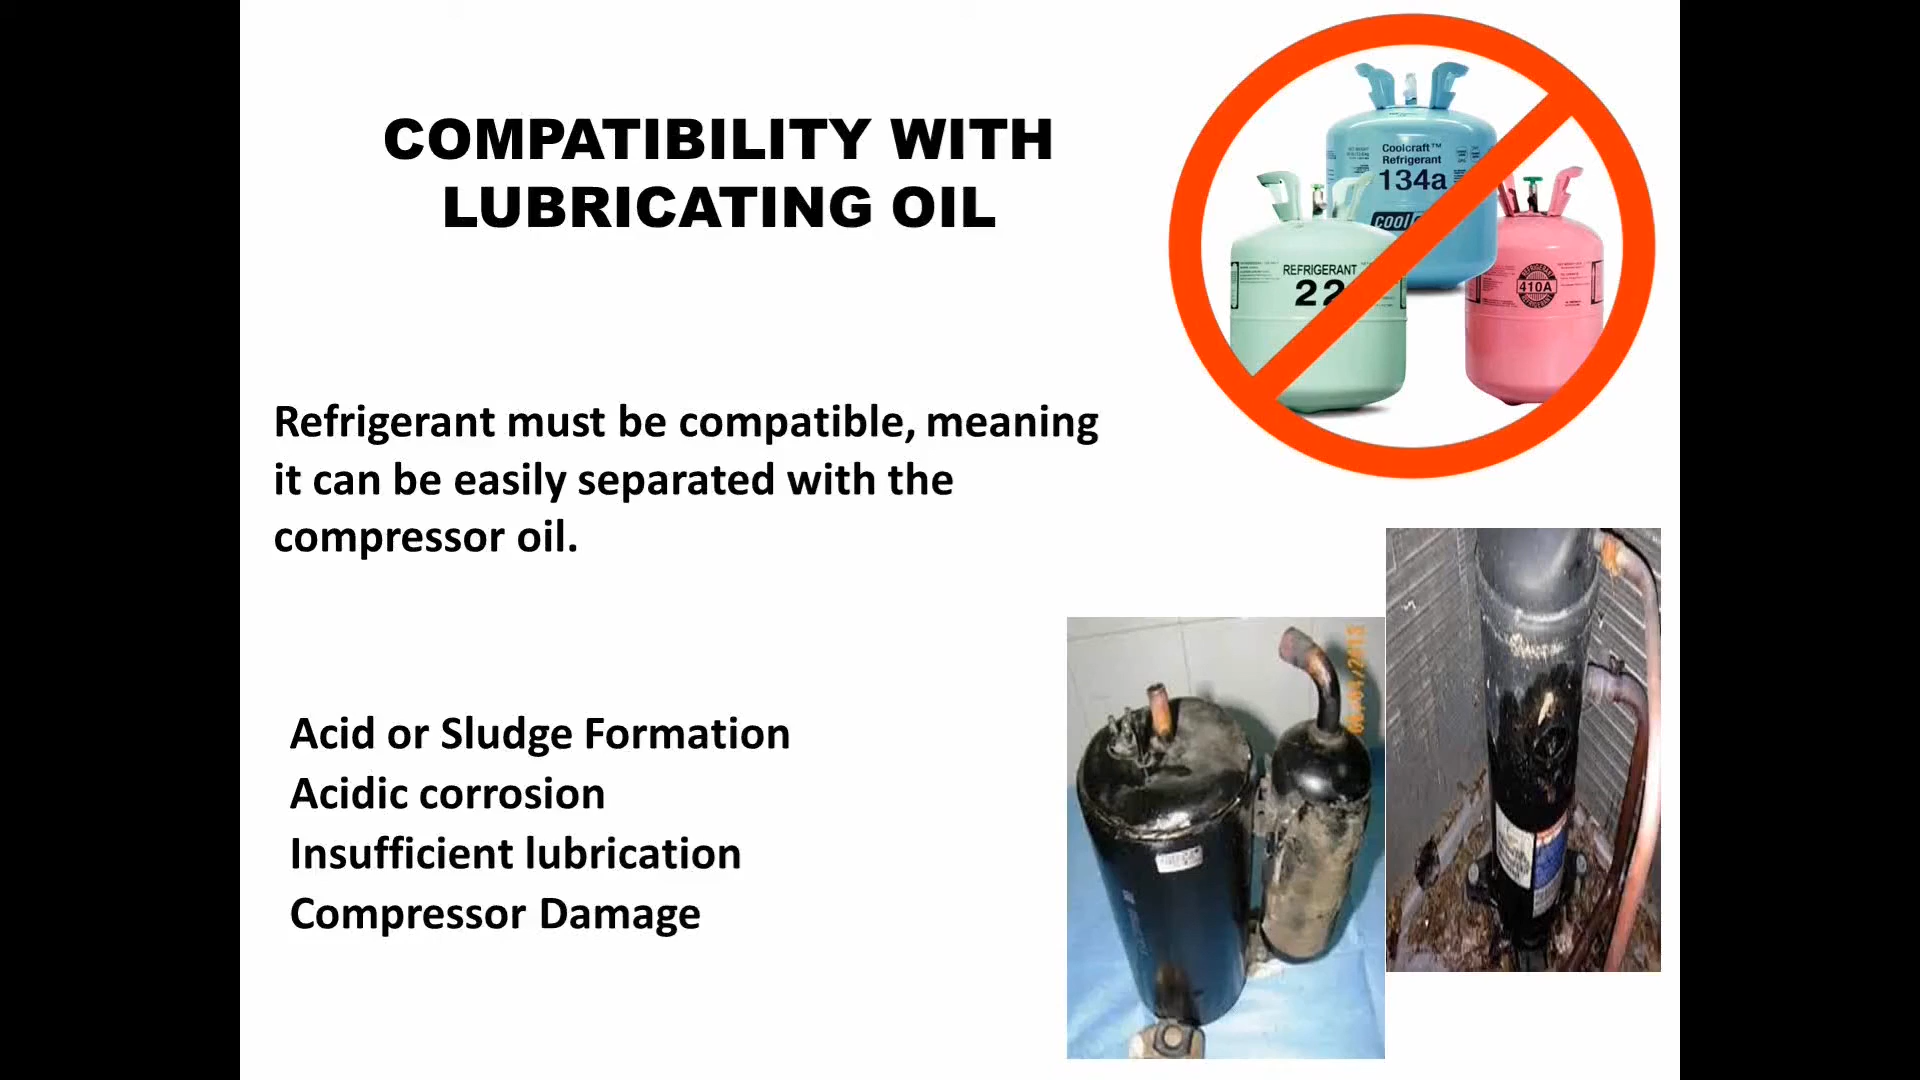 COMPATIBILITY WITH
LUBRICATING OIL
Coolcraft™
Refrigerant
134a
REFRIGERANT
22
REFRIGERANT
410A
Refrigerant must be compatible, meaning
it can be easily separated with the
compressor oil.
Acid or Sludge Formation
Acidic corrosion
Insufficient lubrication
Compressor Damage